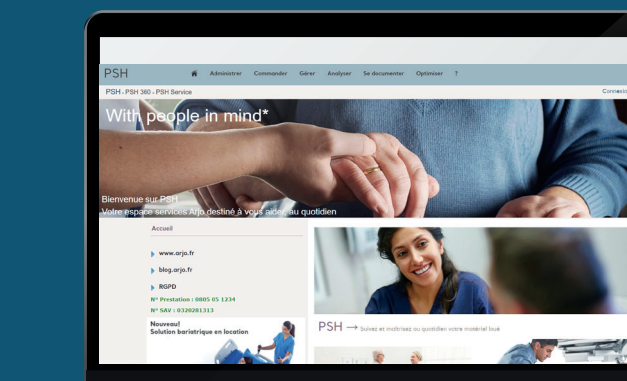 PSH
Administrer Commander Gérer Analyser Se documenter Optimiser ?
PSH - PSH 360 - PSH Service
Connexio
With people in mind*
Bienvenue sur PSH
Votre espace services Arjo destiné à vous aider, au quotidien
Accueil
www.arjo.fr
blog.arjo.fr
RGPD
N° Prestation : 0805 05 1234
N° SAV : 0320281313
Nouveau!
Solution bariatrique en location
PSH → Suivez et maîtrisez au quotidien votre matériel loué